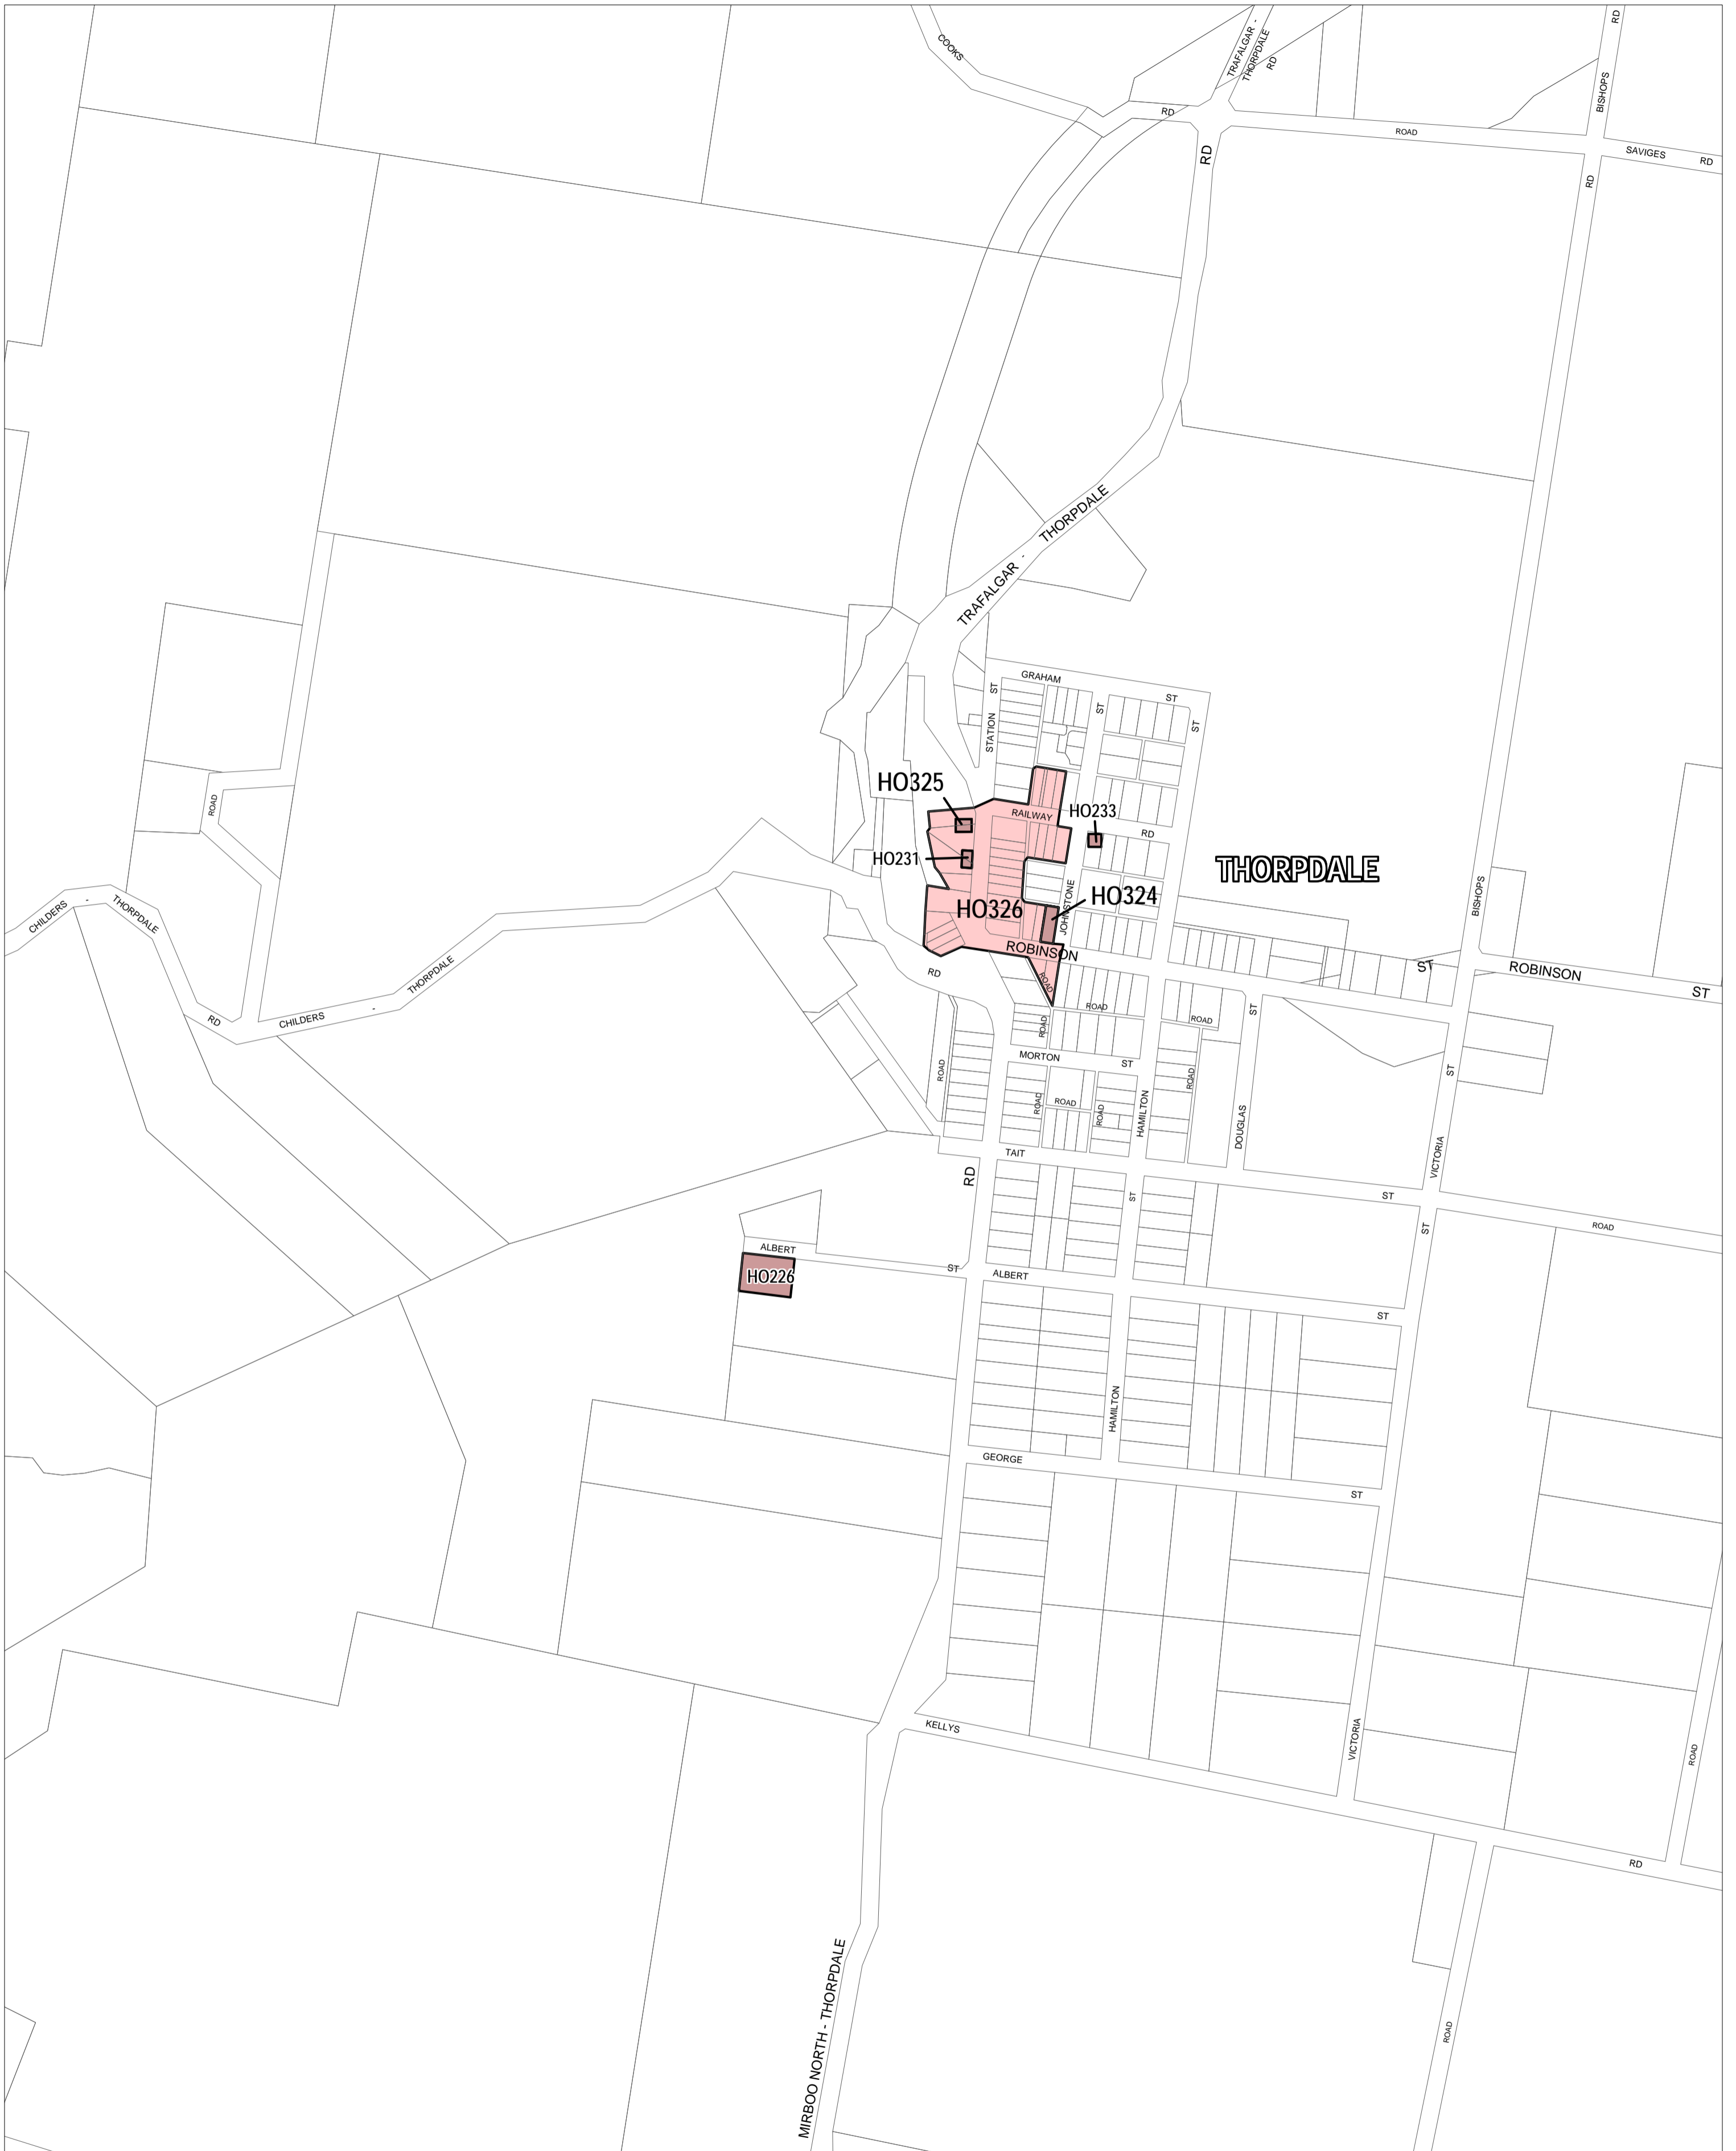 COOKS
TRAFALGAR -
THORPDALE
RD
RD
BISHOPS
RD
RD
ROAD
SAVIGES
RD
RD
RD
THORPDALE
TRAFALGAR -
GRAHAM
ST
ST
STATION
ST
ST
HO325
RAILWAY
HO233
RD
HO231
THORPDALE
JOHNSTONE
HO324
HO326
ROBINSON
ROAD
ROAD
CHILDERS
-
THORPDALE
THORPDALE
-
CHILDERS
RD
BISHOPS
ST
ROBINSON
ST
RD
ROAD
ROAD
ROAD
ST
MORTON
ST
ROAD
ROAD
ROAD
ROAD
HAMILTON
ROAD
DOUGLAS
ST
VICTORIA
TAIT
RD
ST
ST
ST
ROAD
ALBERT
ST
HO226
ALBERT
ST
HAMILTON
GEORGE
ST
KELLYS
VICTORIA
ROAD
RD
ROAD
MIRBOO NORTH - THORPDALE